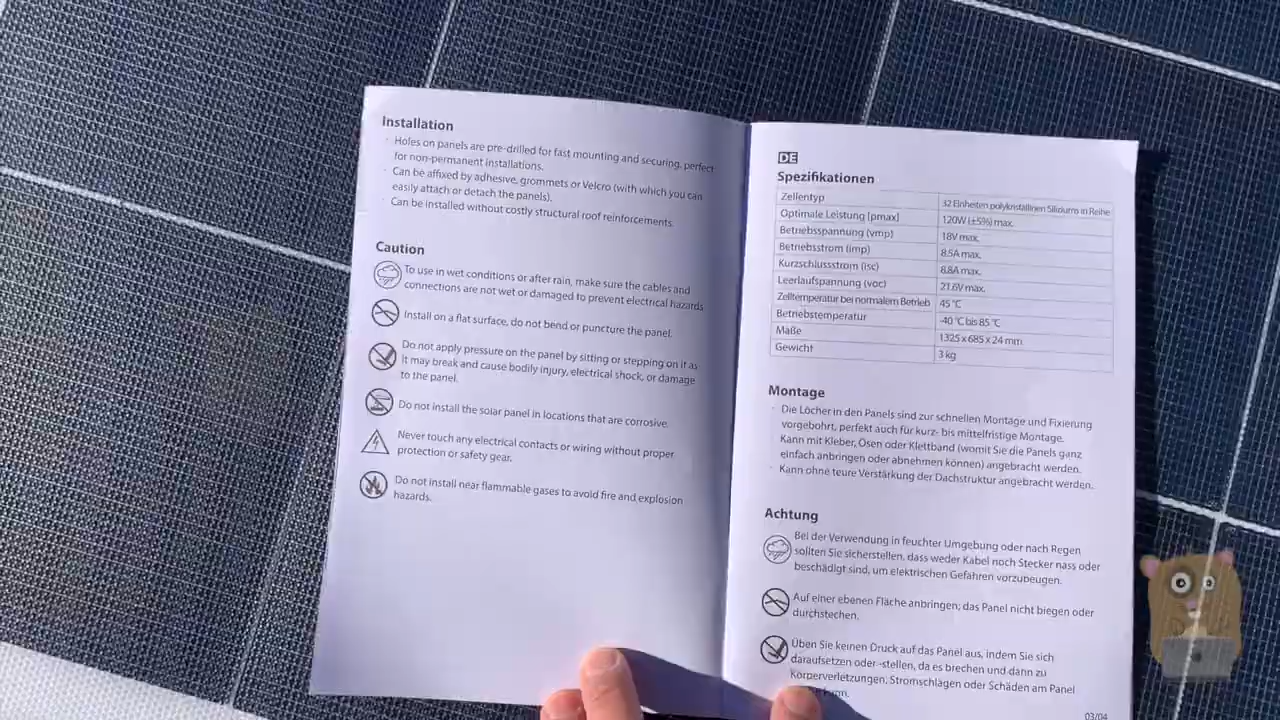 Installation
· Holes on panels are pre-drilled for fast mounting and securing, perfect
for non-permanent installations.
· Can be affixed by adhesive, grommets or Velcro (with which you can
easily attach or detach the panels).
· Can be installed without costly structural roof reinforcements.
Caution
To use in wet conditions or after rain, make sure the cables and
connections are not wet or damaged to prevent electrical hazards.
Install on a flat surface, do not bend or puncture the panel.
Do not apply pressure on the panel by sitting or stepping on it as
it may break and cause bodily injury, electrical shock, or damage
to the panel.
Do not install the solar panel in locations that are corrosive.
Never touch any electrical contacts or wiring without proper
protection or safety gear.
Do not install near flammable gases to avoid fire and explosion
hazards.
DE
Spezifikationen
Zellentyp 32 Einheiten polykristallinen Siliziums in Reihe
Optimale Leistung (pmax) 120W (±5%) max.
Betriebsspannung (vmp) 18V max.
Betriebsstrom (imp) 8.5A max.
Kurzschlussstrom (isc) 8.8A max.
Leerlaufspannung (voc) 21.6V max.
Zelltemperatur bei normalem Betrieb 45 °C
Betriebstemperatur -40 °C bis 85 °C
Maße 1325 x 685 x 24 mm
Gewicht 3 kg
Montage
· Die Löcher in den Panels sind zur schnellen Montage und Fixierung
vorgebohrt, perfekt auch für kurz- bis mittelfristige Montage.
Kann mit Kleber, Ösen oder Klettband (womit Sie die Panels ganz
einfach anbringen oder abnehmen können) angebracht werden.
· Kann ohne teure Verstärkung der Dachstruktur angebracht werden.
Achtung
Bei der Verwendung in feuchter Umgebung oder nach Regen
sollten Sie sicherstellen, dass weder Kabel noch Stecker nass oder
beschädigt sind, um elektrischen Gefahren vorzubeugen.
Auf einer ebenen Fläche anbringen; das Panel nicht biegen oder
durchstechen.
Üben Sie keinen Druck auf das Panel aus, indem Sie sich
daraufsetzen oder -stellen, da es brechen und dann zu
Körperverletzungen, Stromschlägen oder Schäden am Panel
03/04